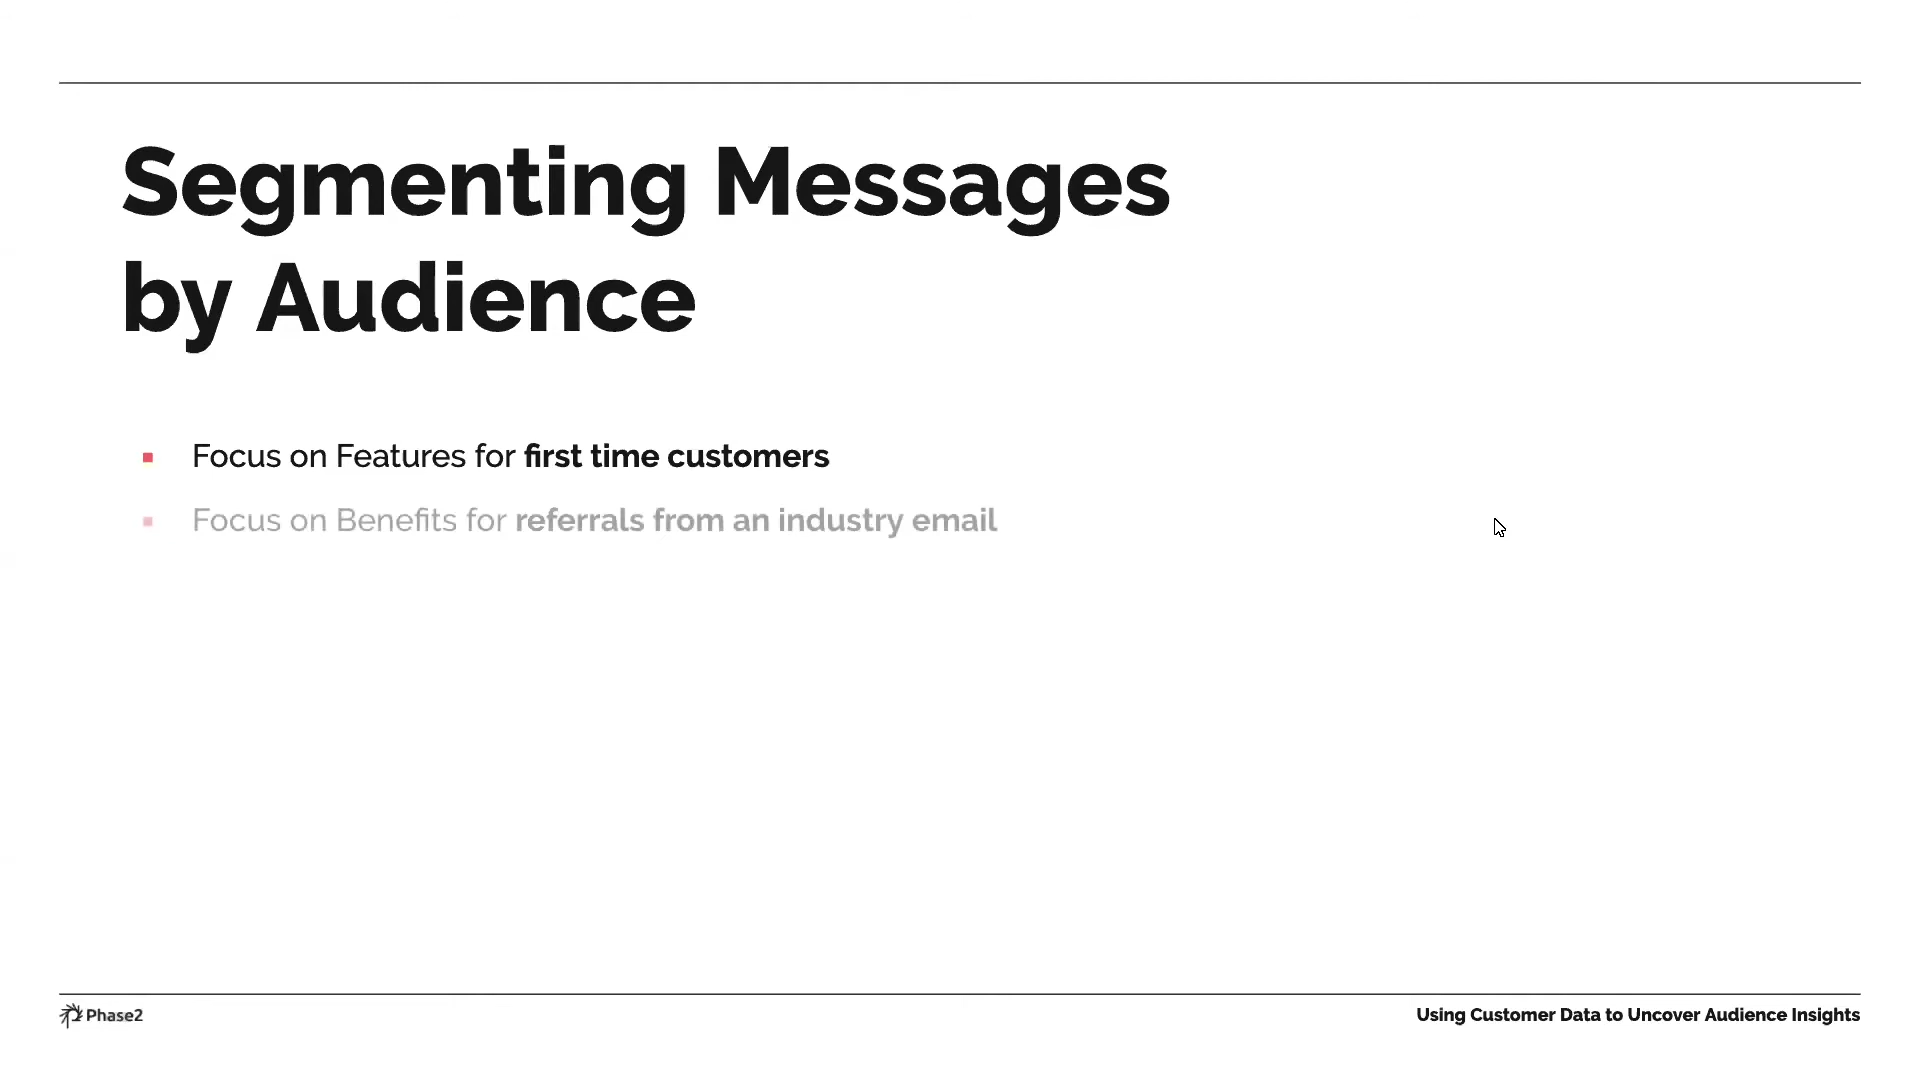 Segmenting Messages
by Audience
Focus on Features for first time customers
Focus on Benefits for referrals from an industry email
Phase2
Using Customer Data to Uncover Audience Insights